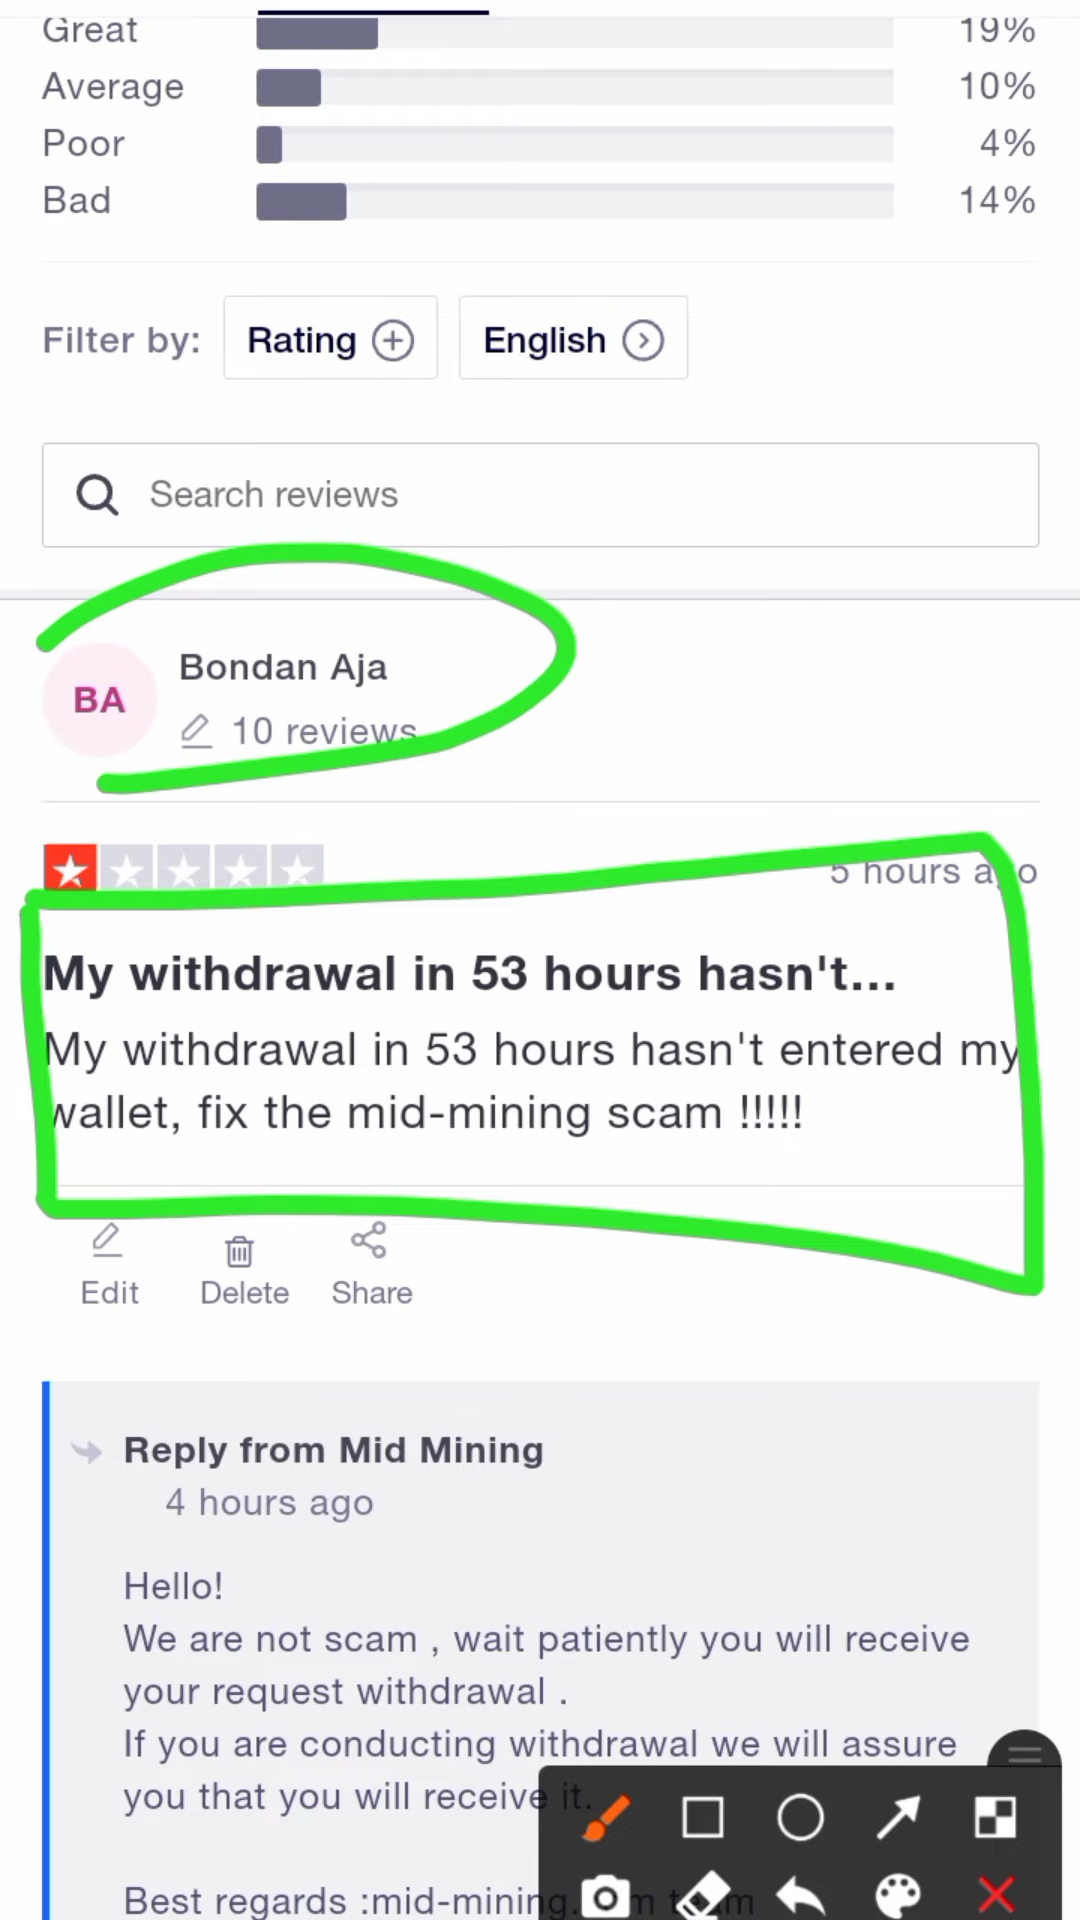 Great 19%
Average 10%
Poor 4%
Bad 14%
Filter by: Rating English
Search reviews
BA
Bondan Aja
10 reviews
5 hours ago
My withdrawal in 53 hours hasn't...
My withdrawal in 53 hours hasn't entered my
wallet, fix the mid-mining scam !!!!!
Edit Delete Share
Reply from Mid Mining
4 hours ago
Hello!
We are not scam , wait patiently you will receive
your request withdrawal .
If you are conducting withdrawal we will assure
you that you will receive it.
Best regards :mid-mining.